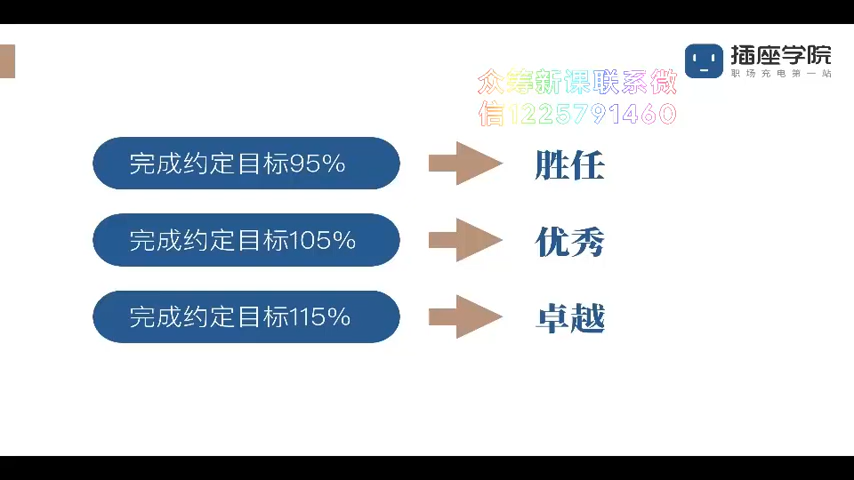 插座学院
职场充电第一站
众筹新课联系微
信1225791460
完成约定目标95%
胜任
完成约定目标105%
优秀
完成约定目标115%
卓越